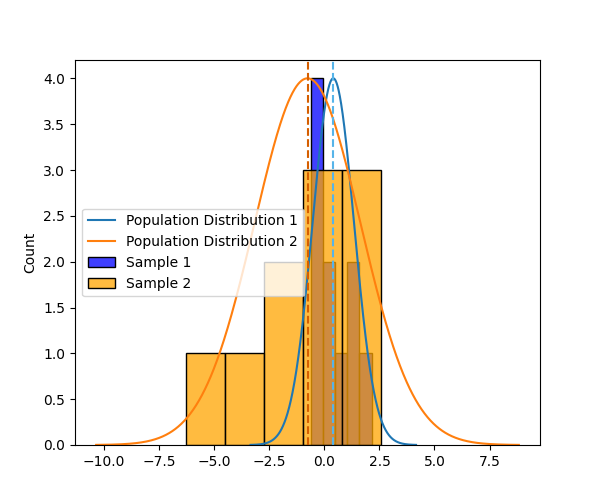 4.0
3.5
3.0
2.5
2.0
1.5
1.0
0.5
0.0
Count
Population Distribution 1
Population Distribution 2
Sample 1
Sample 2
−10.0 −7.5 −5.0 −2.5 0.0 2.5 5.0 7.5